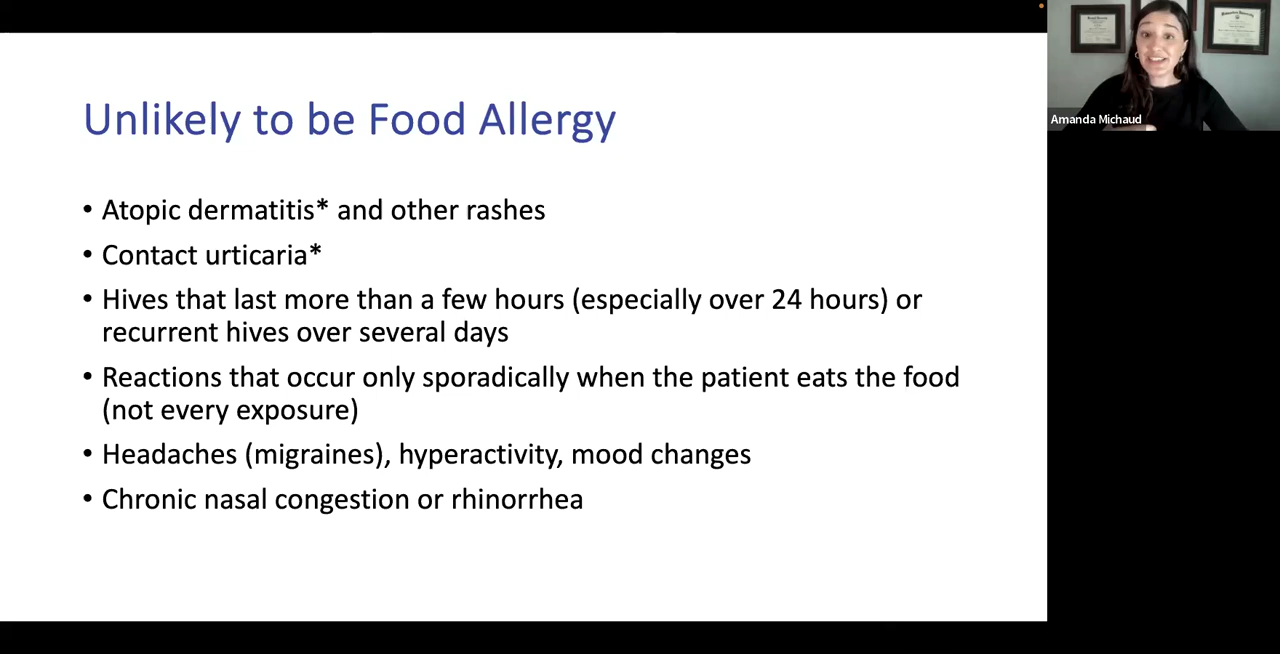 Unlikely to be Food Allergy
• Atopic dermatitis* and other rashes
• Contact urticaria*
• Hives that last more than a few hours (especially over 24 hours) or
recurrent hives over several days
• Reactions that occur only sporadically when the patient eats the food
(not every exposure)
• Headaches (migraines), hyperactivity, mood changes
• Chronic nasal congestion or rhinorrhea
Amanda Michaud